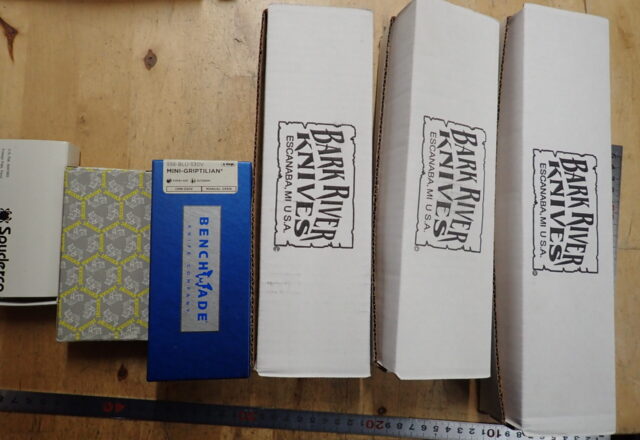 Spyderco
556-BLU-S30V
MINI-GRIPTILIAN®
BENCHMADE
KNIFE COMPANY
BARK RIVER
KNIVES
ESCANABA, MI U.S.A.
©
BARK RIVER
KNIVES
ESCANABA, MI U.S.A.
©
BARK RIVER
KNIVES
ESCANABA, MI U.S.A.
©